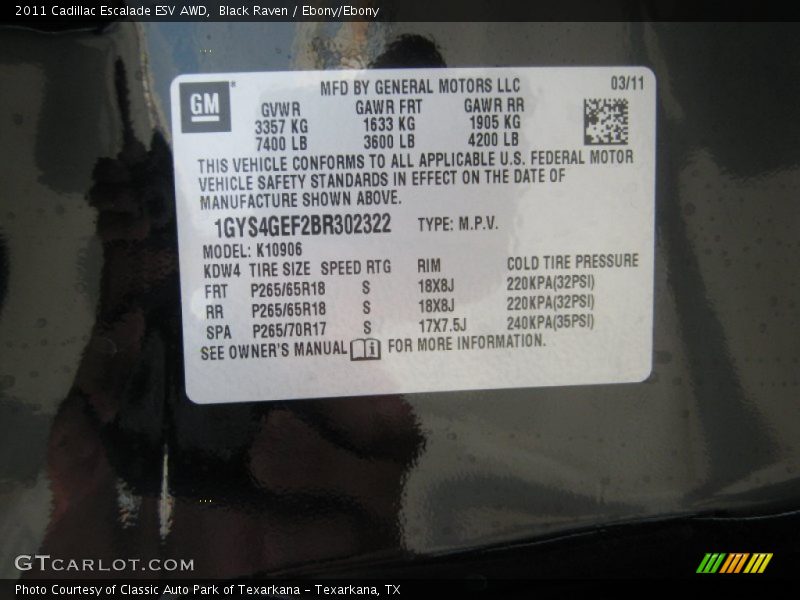 2011 Cadillac Escalade ESV AWD, Black Raven / Ebony/Ebony
GM
MFD BY GENERAL MOTORS LLC 03/11
GVWR GAWR FRT GAWR RR
3357 KG 1633 KG 1905 KG
7400 LB 3600 LB 4200 LB
THIS VEHICLE CONFORMS TO ALL APPLICABLE U.S. FEDERAL MOTOR
VEHICLE SAFETY STANDARDS IN EFFECT ON THE DATE OF
MANUFACTURE SHOWN ABOVE.
1GYS4GEF2BR302322 TYPE: M.P.V.
MODEL: K10906
KDW4 TIRE SIZE SPEED RTG RIM COLD TIRE PRESSURE
FRT P265/65R18 S 18X8J 220KPA(32PSI)
RR P265/65R18 S 18X8J 220KPA(32PSI)
SPA P265/70R17 S 17X7.5J 240KPA(35PSI)
SEE OWNER'S MANUAL i FOR MORE INFORMATION.
GTCARLOT.COM
Photo Courtesy of Classic Auto Park of Texarkana - Texarkana, TX